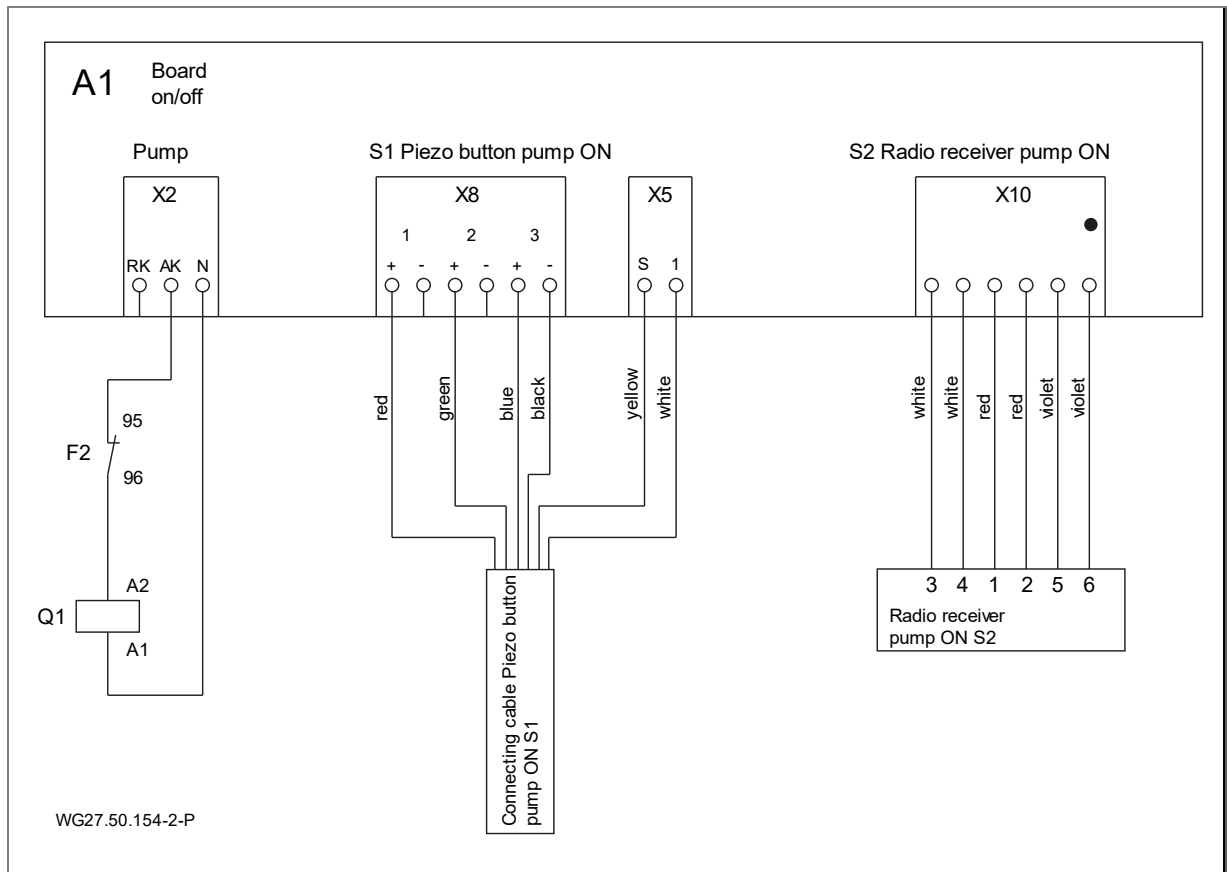 A1
Board
on/off
Pump
S1 Piezo button pump ON
S2 Radio receiver pump ON
X2
X8
X5
X10
1 2 3
RK AK N
+ - + - + -
S 1
red
green
blue
black
yellow
white
white
white
red
red
violet
violet
95
F2
96
A2
Q1
A1
Connecting cable Piezo button
pump ON S1
3 4 1 2 5 6
Radio receiver
pump ON S2
WG27.50.154-2-P